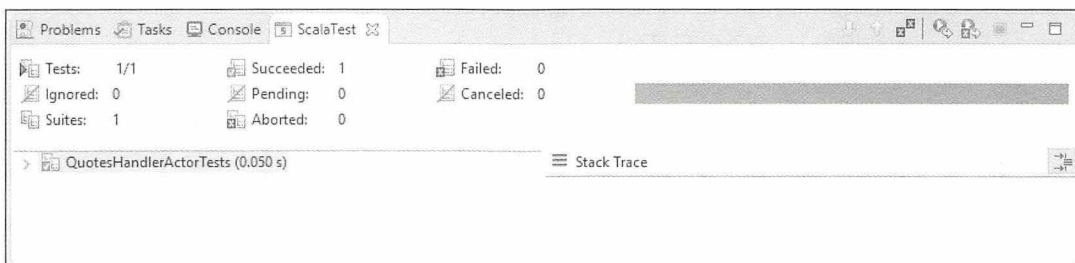 Problems Tasks Console ScalaTest
Tests: 1/1 Succeeded: 1 Failed: 0
Ignored: 0 Pending: 0 Canceled: 0
Suites: 1 Aborted: 0
QuotesHandlerActorTests (0.050 s) Stack Trace